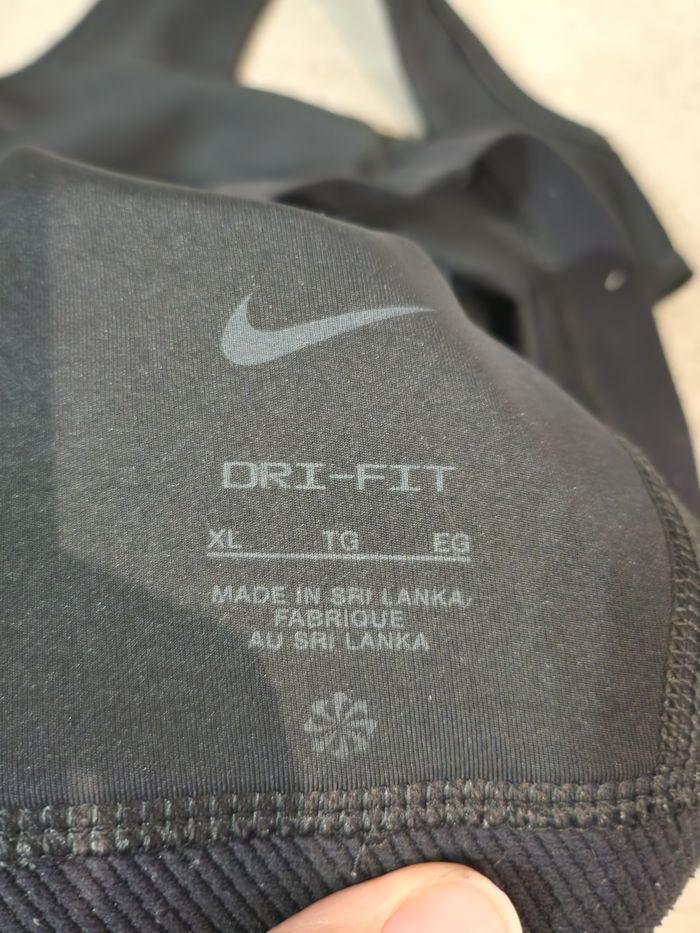 DRI-FIT
XL TG EG
MADE IN SRI LANKA/
FABRIQUE
AU SRI LANKA